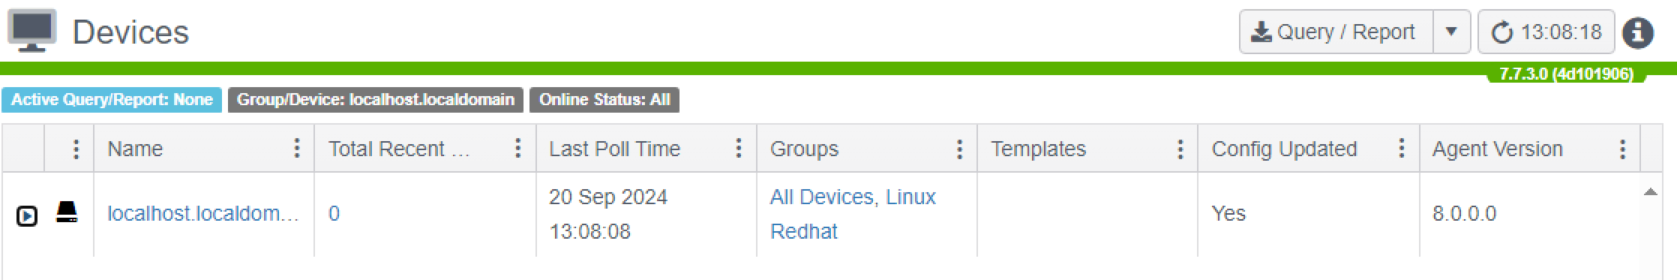 Devices
Query / Report
13:08:18
7.7.3.0 (4d101906)
Active Query/Report: None Group/Device: localhost.localdomain Online Status: All
Name Total Recent ... Last Poll Time Groups Templates Config Updated Agent Version
localhost.localdom... 0 20 Sep 2024 13:08:08 All Devices, Linux Redhat Yes 8.0.0.0